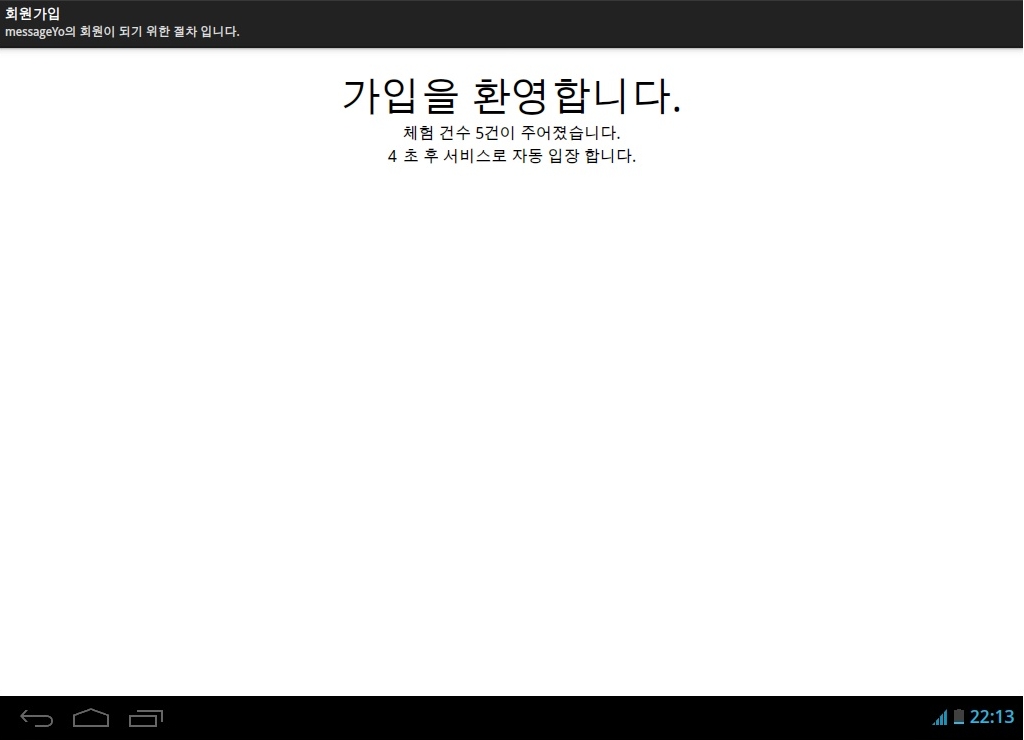 회원가입
messageYo의 회원이 되기 위한 절차 입니다.
가입을 환영합니다.
체험 건수 5건이 주어졌습니다.
4 초 후 서비스로 자동 입장 합니다.
22:13